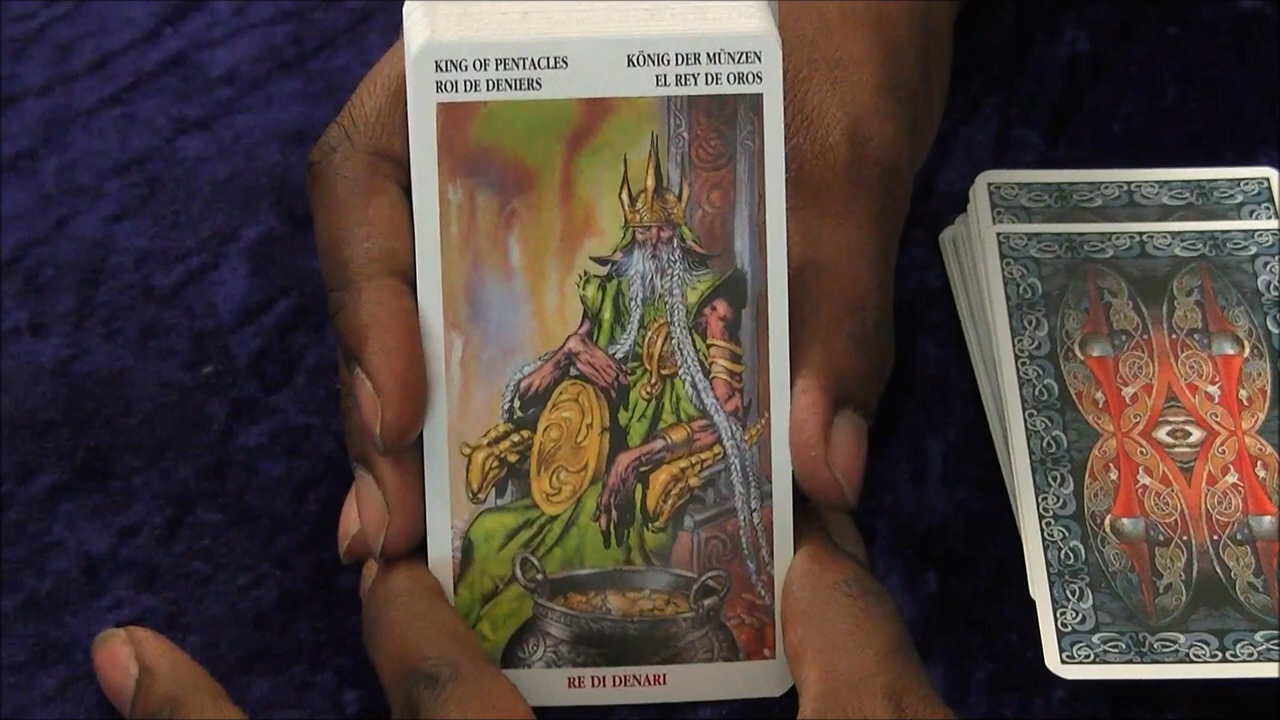 KING OF PENTACLES
ROI DE DENIERS
KÖNIG DER MÜNZEN
EL REY DE OROS
RE DI DENARI